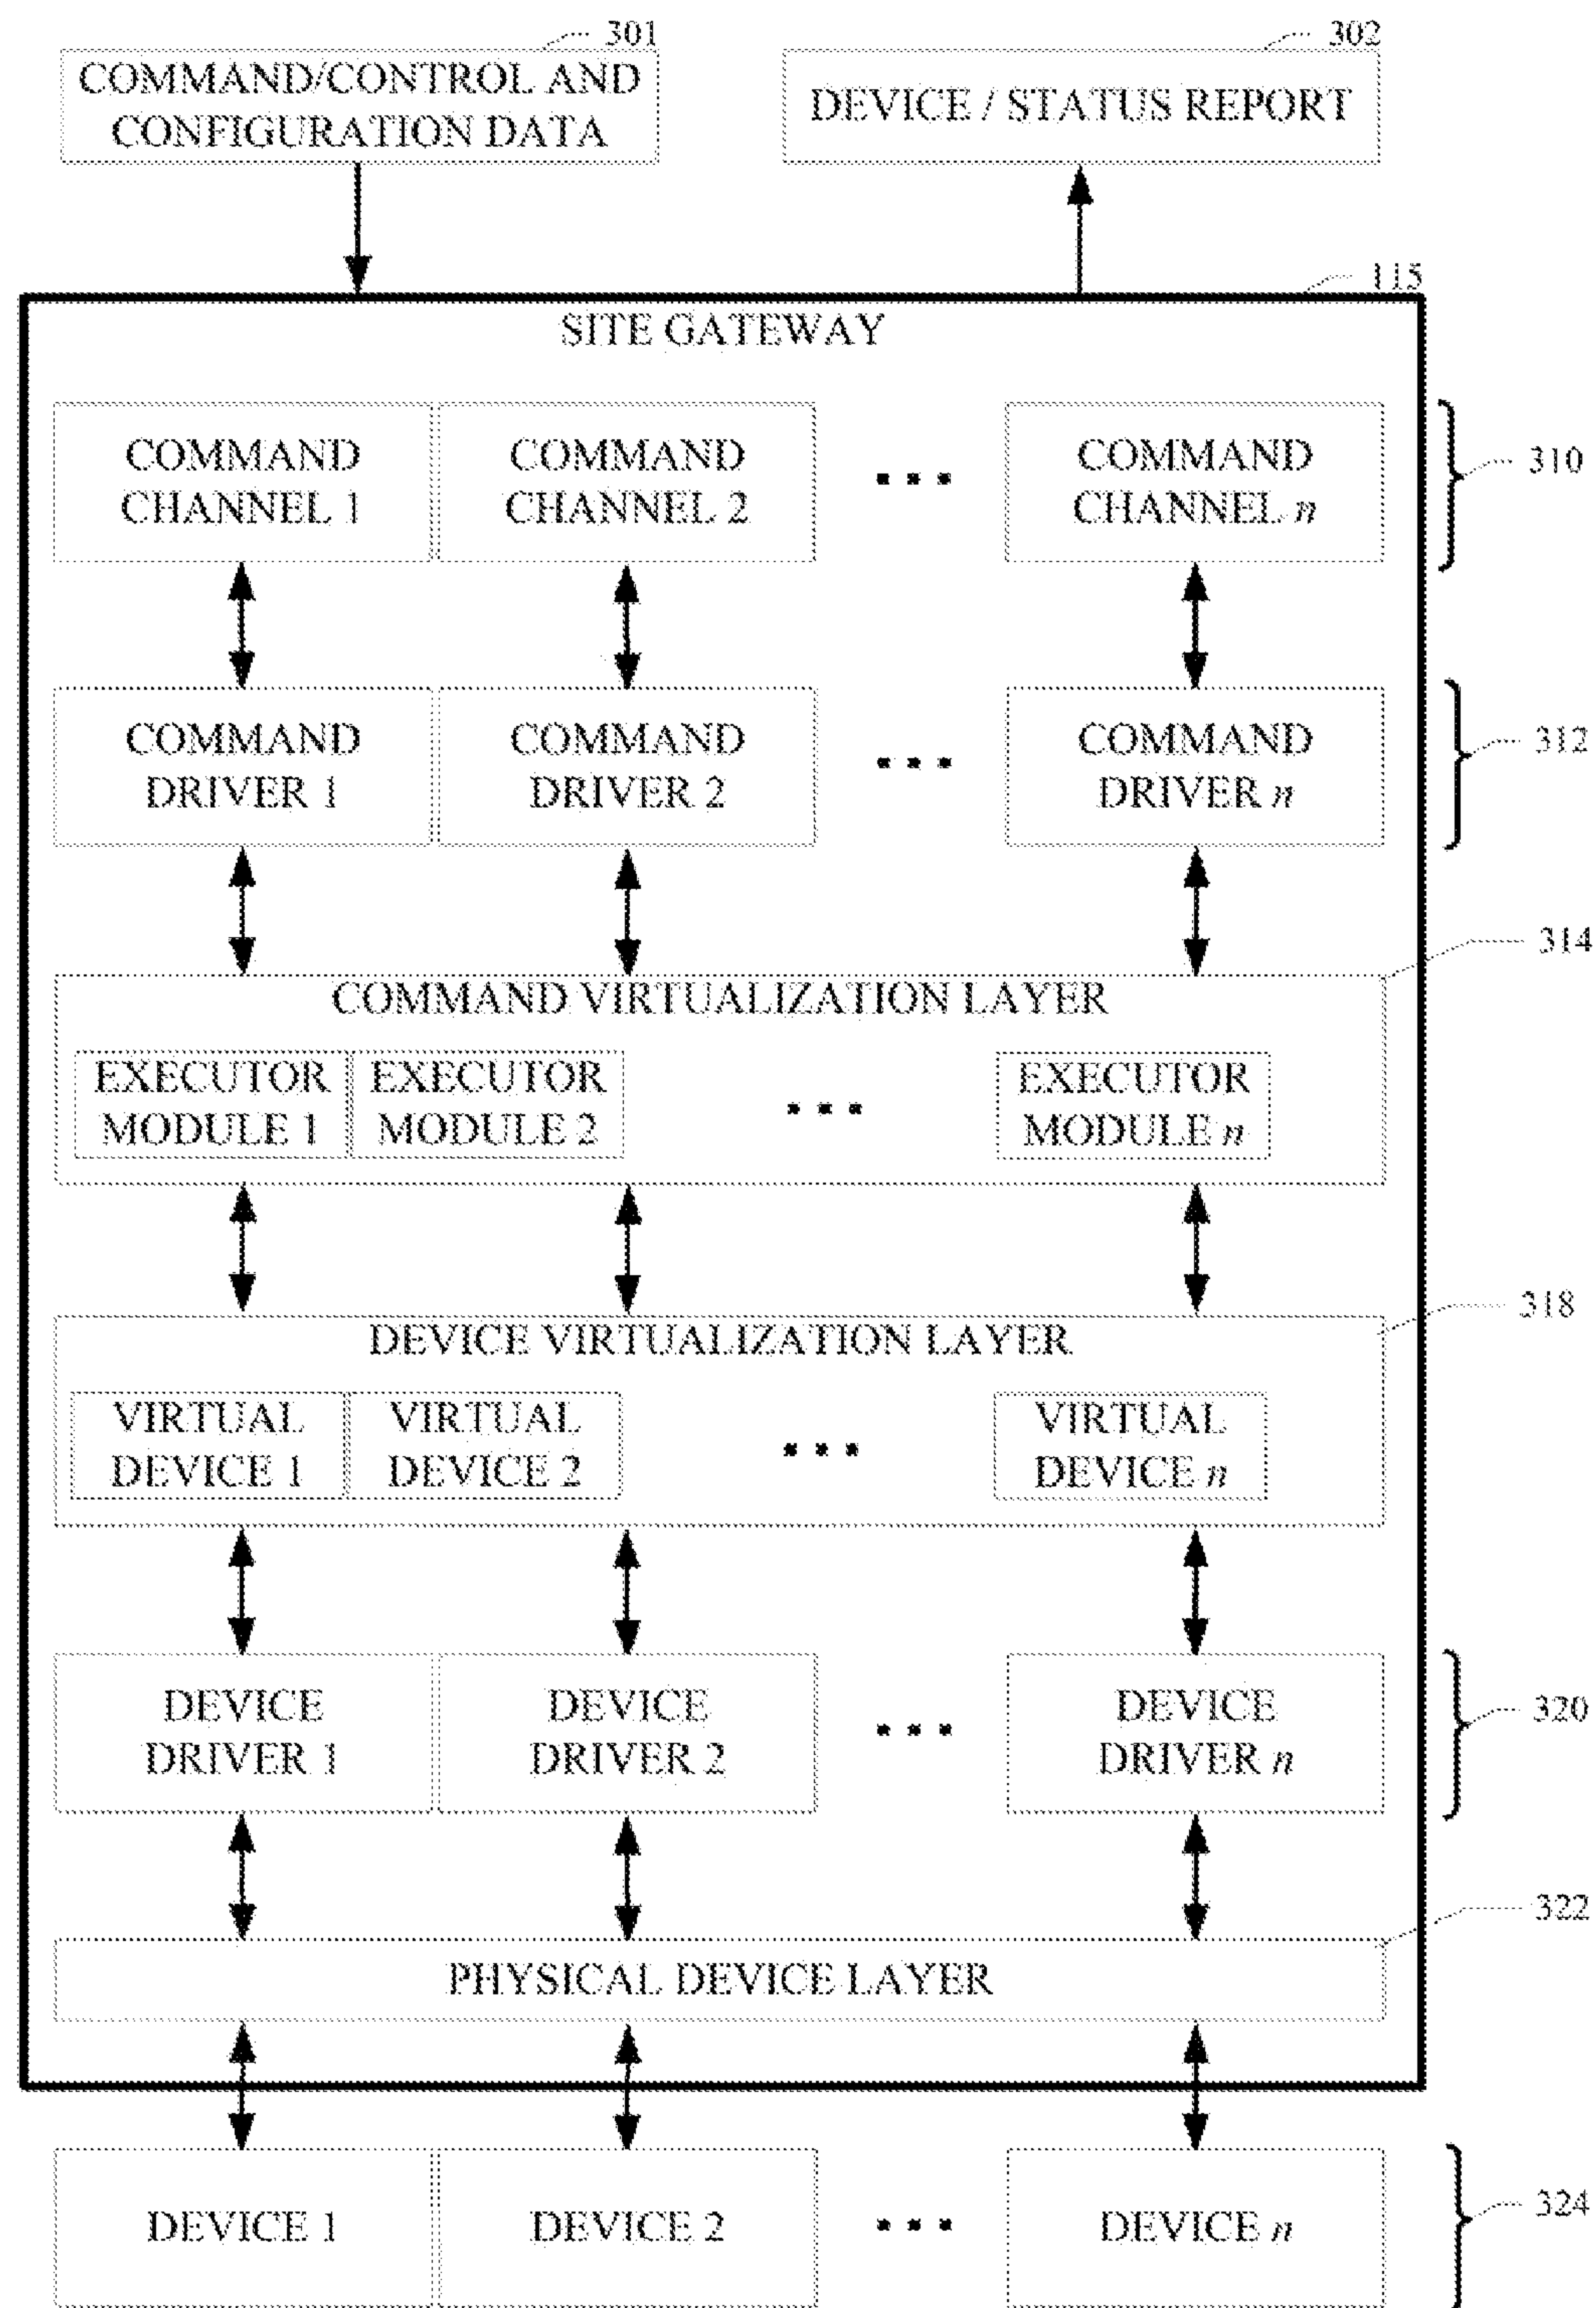 301
COMMAND/CONTROL AND
CONFIGURATION DATA
302
DEVICE / STATUS REPORT
115
SITE GATEWAY
COMMAND
CHANNEL 1
COMMAND
CHANNEL 2
...
COMMAND
CHANNEL n
310
COMMAND
DRIVER 1
COMMAND
DRIVER 2
...
COMMAND
DRIVER n
312
314
COMMAND VIRTUALIZATION LAYER
EXECUTOR
MODULE 1
EXECUTOR
MODULE 2
...
EXECUTOR
MODULE n
318
DEVICE VIRTUALIZATION LAYER
VIRTUAL
DEVICE 1
VIRTUAL
DEVICE 2
...
VIRTUAL
DEVICE n
DEVICE
DRIVER 1
DEVICE
DRIVER 2
...
DEVICE
DRIVER n
320
322
PHYSICAL DEVICE LAYER
DEVICE 1
DEVICE 2
...
DEVICE n
324